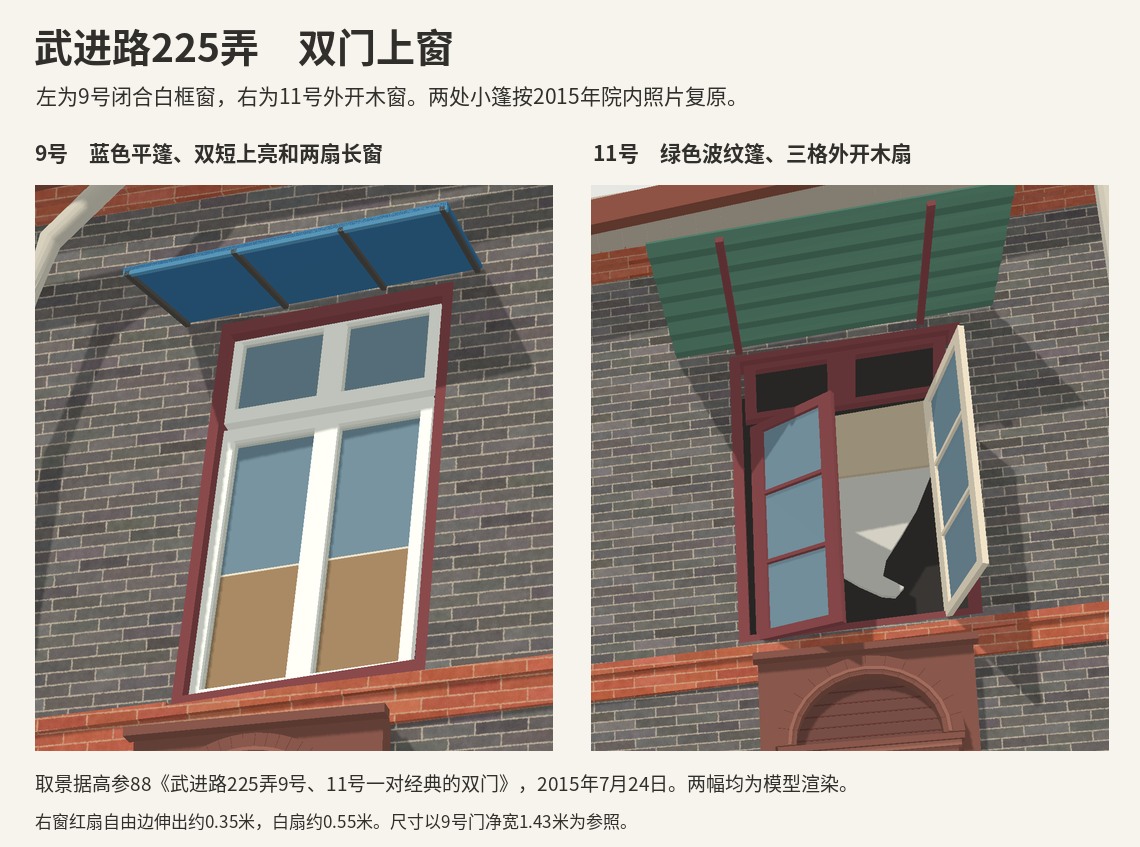 武进路225弄　双门上窗
左为9号闭合白框窗，右为11号外开木窗。两处小篷按2015年院内照片复原。
9号　蓝色平篷、双短上亮和两扇长窗
11号　绿色波纹篷、三格外开木扇
取景据高参88《武进路225弄9号、11号一对经典的双门》，2015年7月24日。两幅均为模型渲染。
右窗红扇自由边伸出约0.35米，白扇约0.55米。尺寸以9号门净宽1.43米为参照。